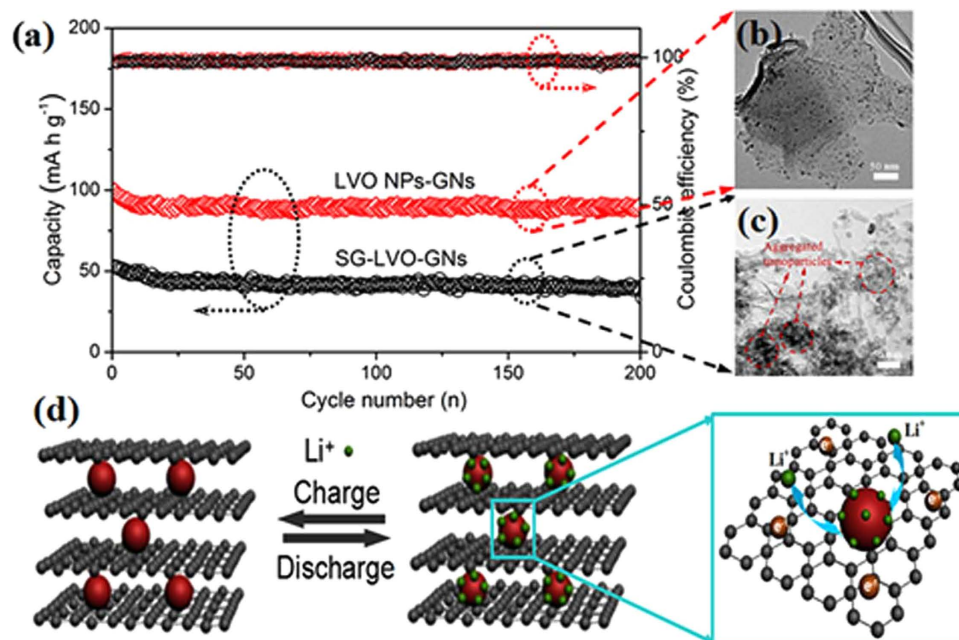 (a)
200
150
100
50
0
Capacity (mA h g⁻¹)
LVO NPs-GNs
SG-LVO-GNs
100
50
0
Coulombic efficiency (%)
0 50 100 150 200
Cycle number (n)
(b)
50 nm
(c)
Aggregated
nanoparticles
(d)
Li⁺
Charge
Discharge
Li⁺
Li⁺